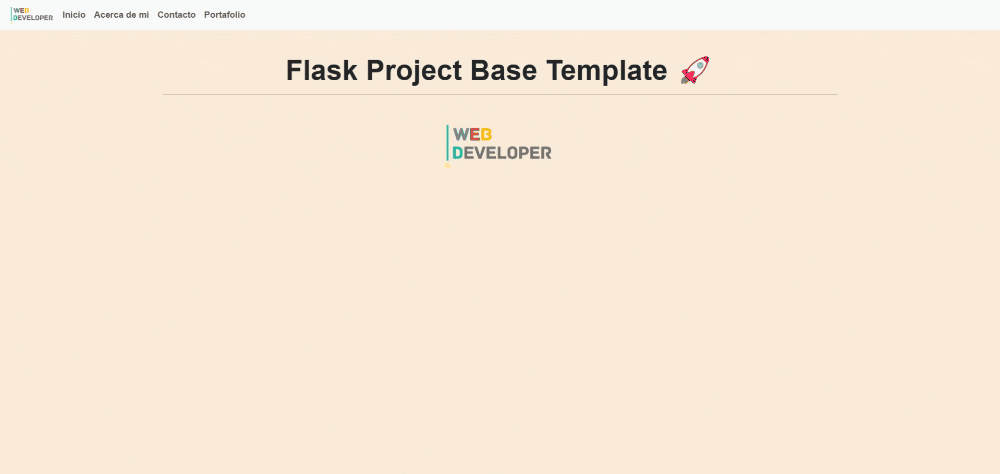 WEB
DEVELOPER
Inicio Acerca de mi Contacto Portafolio
Flask Project Base Template 🚀
WEB
DEVELOPER